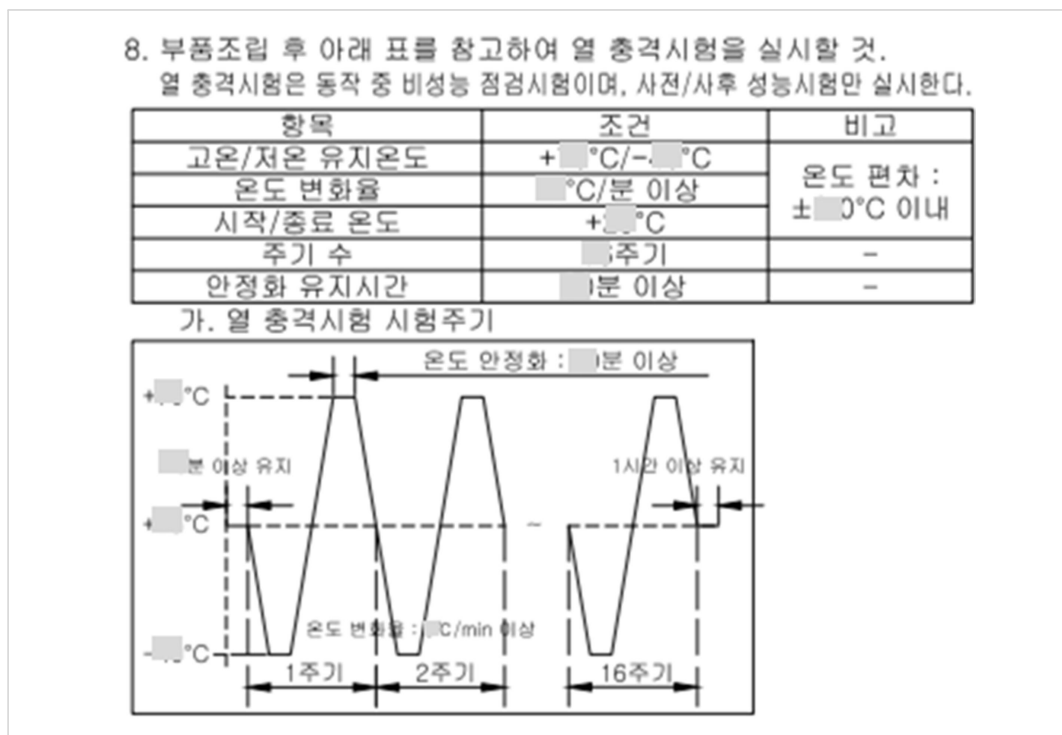 8. 부품조립 후 아래 표를 참고하여 열 충격시험을 실시할 것.
열 충격시험은 동작 중 비성능 점검시험이며, 사전/사후 성능시험만 실시한다.
항목 조건 비고
고온/저온 유지온도 + °C/- °C
온도 편차 :
± 0°C 이내
온도 변화율 °C/분 이상
시작/종료 온도 + °C
주기 수 주기 -
안정화 유지시간 분 이상 -
가. 열 충격시험 시험주기
온도 안정화 : 분 이상
+ °C
분 이상 유지 1시간 이상 유지
+ °C ~
온도 변화율 : °C/min 이상
- °C
1주기 2주기 16주기